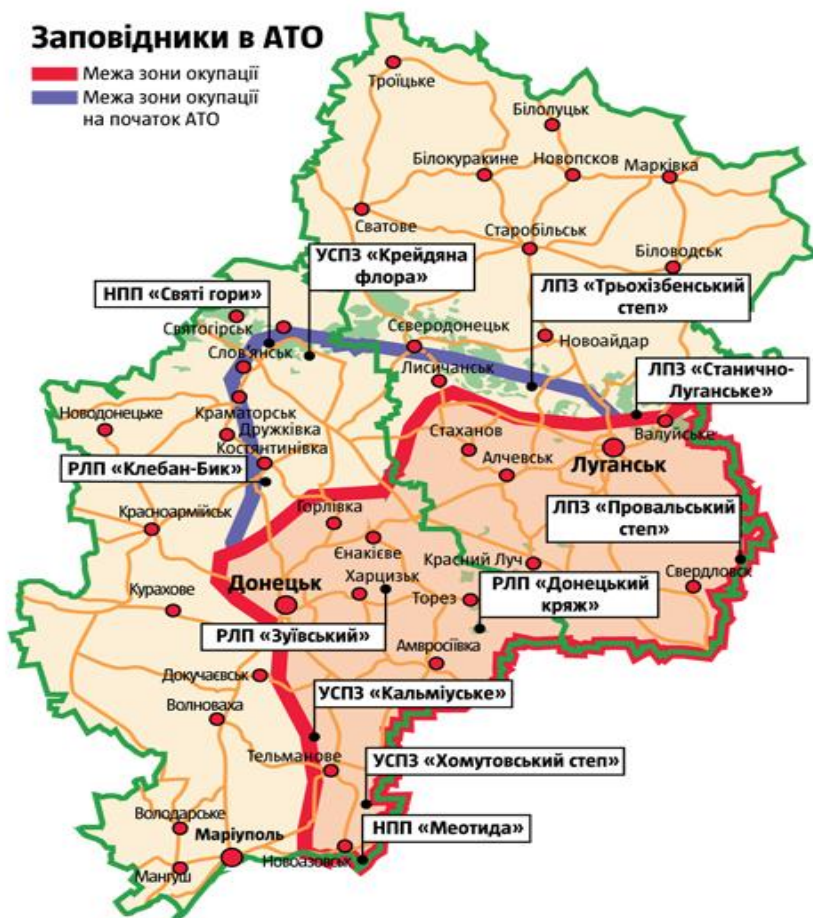 Заповідники в АТО
Межа зони окупації
Межа зони окупації
на початок АТО
Троїцьке
Білолуцьк
Білокуракине
Новопсков
Марківка
Сватове
Старобільськ
Біловодськ
УСПЗ «Крейдяна
флора»
НПП «Святі гори»
ЛПЗ «Трьохізбенський
степ»
Святогірськ
Сєверодонецьк
Новоайдар
Слов'янськ
Лисичанськ
ЛПЗ «Станично-
Луганське»
Новодонецьке
Краматорськ
Дружківка
Костянтинівка
Стаханов
Валуйське
Алчевськ
Луганськ
РЛП «Клебан-Бик»
Красноармійськ
Горлівка
ЛПЗ «Провальський
степ»
Єнакієве
Красний Луч
Свердловск
Курахове
Донецьк
Харцизьк
Торез
РЛП «Донецький
кряж»
РЛП «Зуївський»
Амвросіївка
Докучаєвськ
УСПЗ «Кальміуське»
Волноваха
Тельманове
УСПЗ «Хомутовський степ»
Володарське
НПП «Меотида»
Маріуполь
Новоазовськ
Мангуш